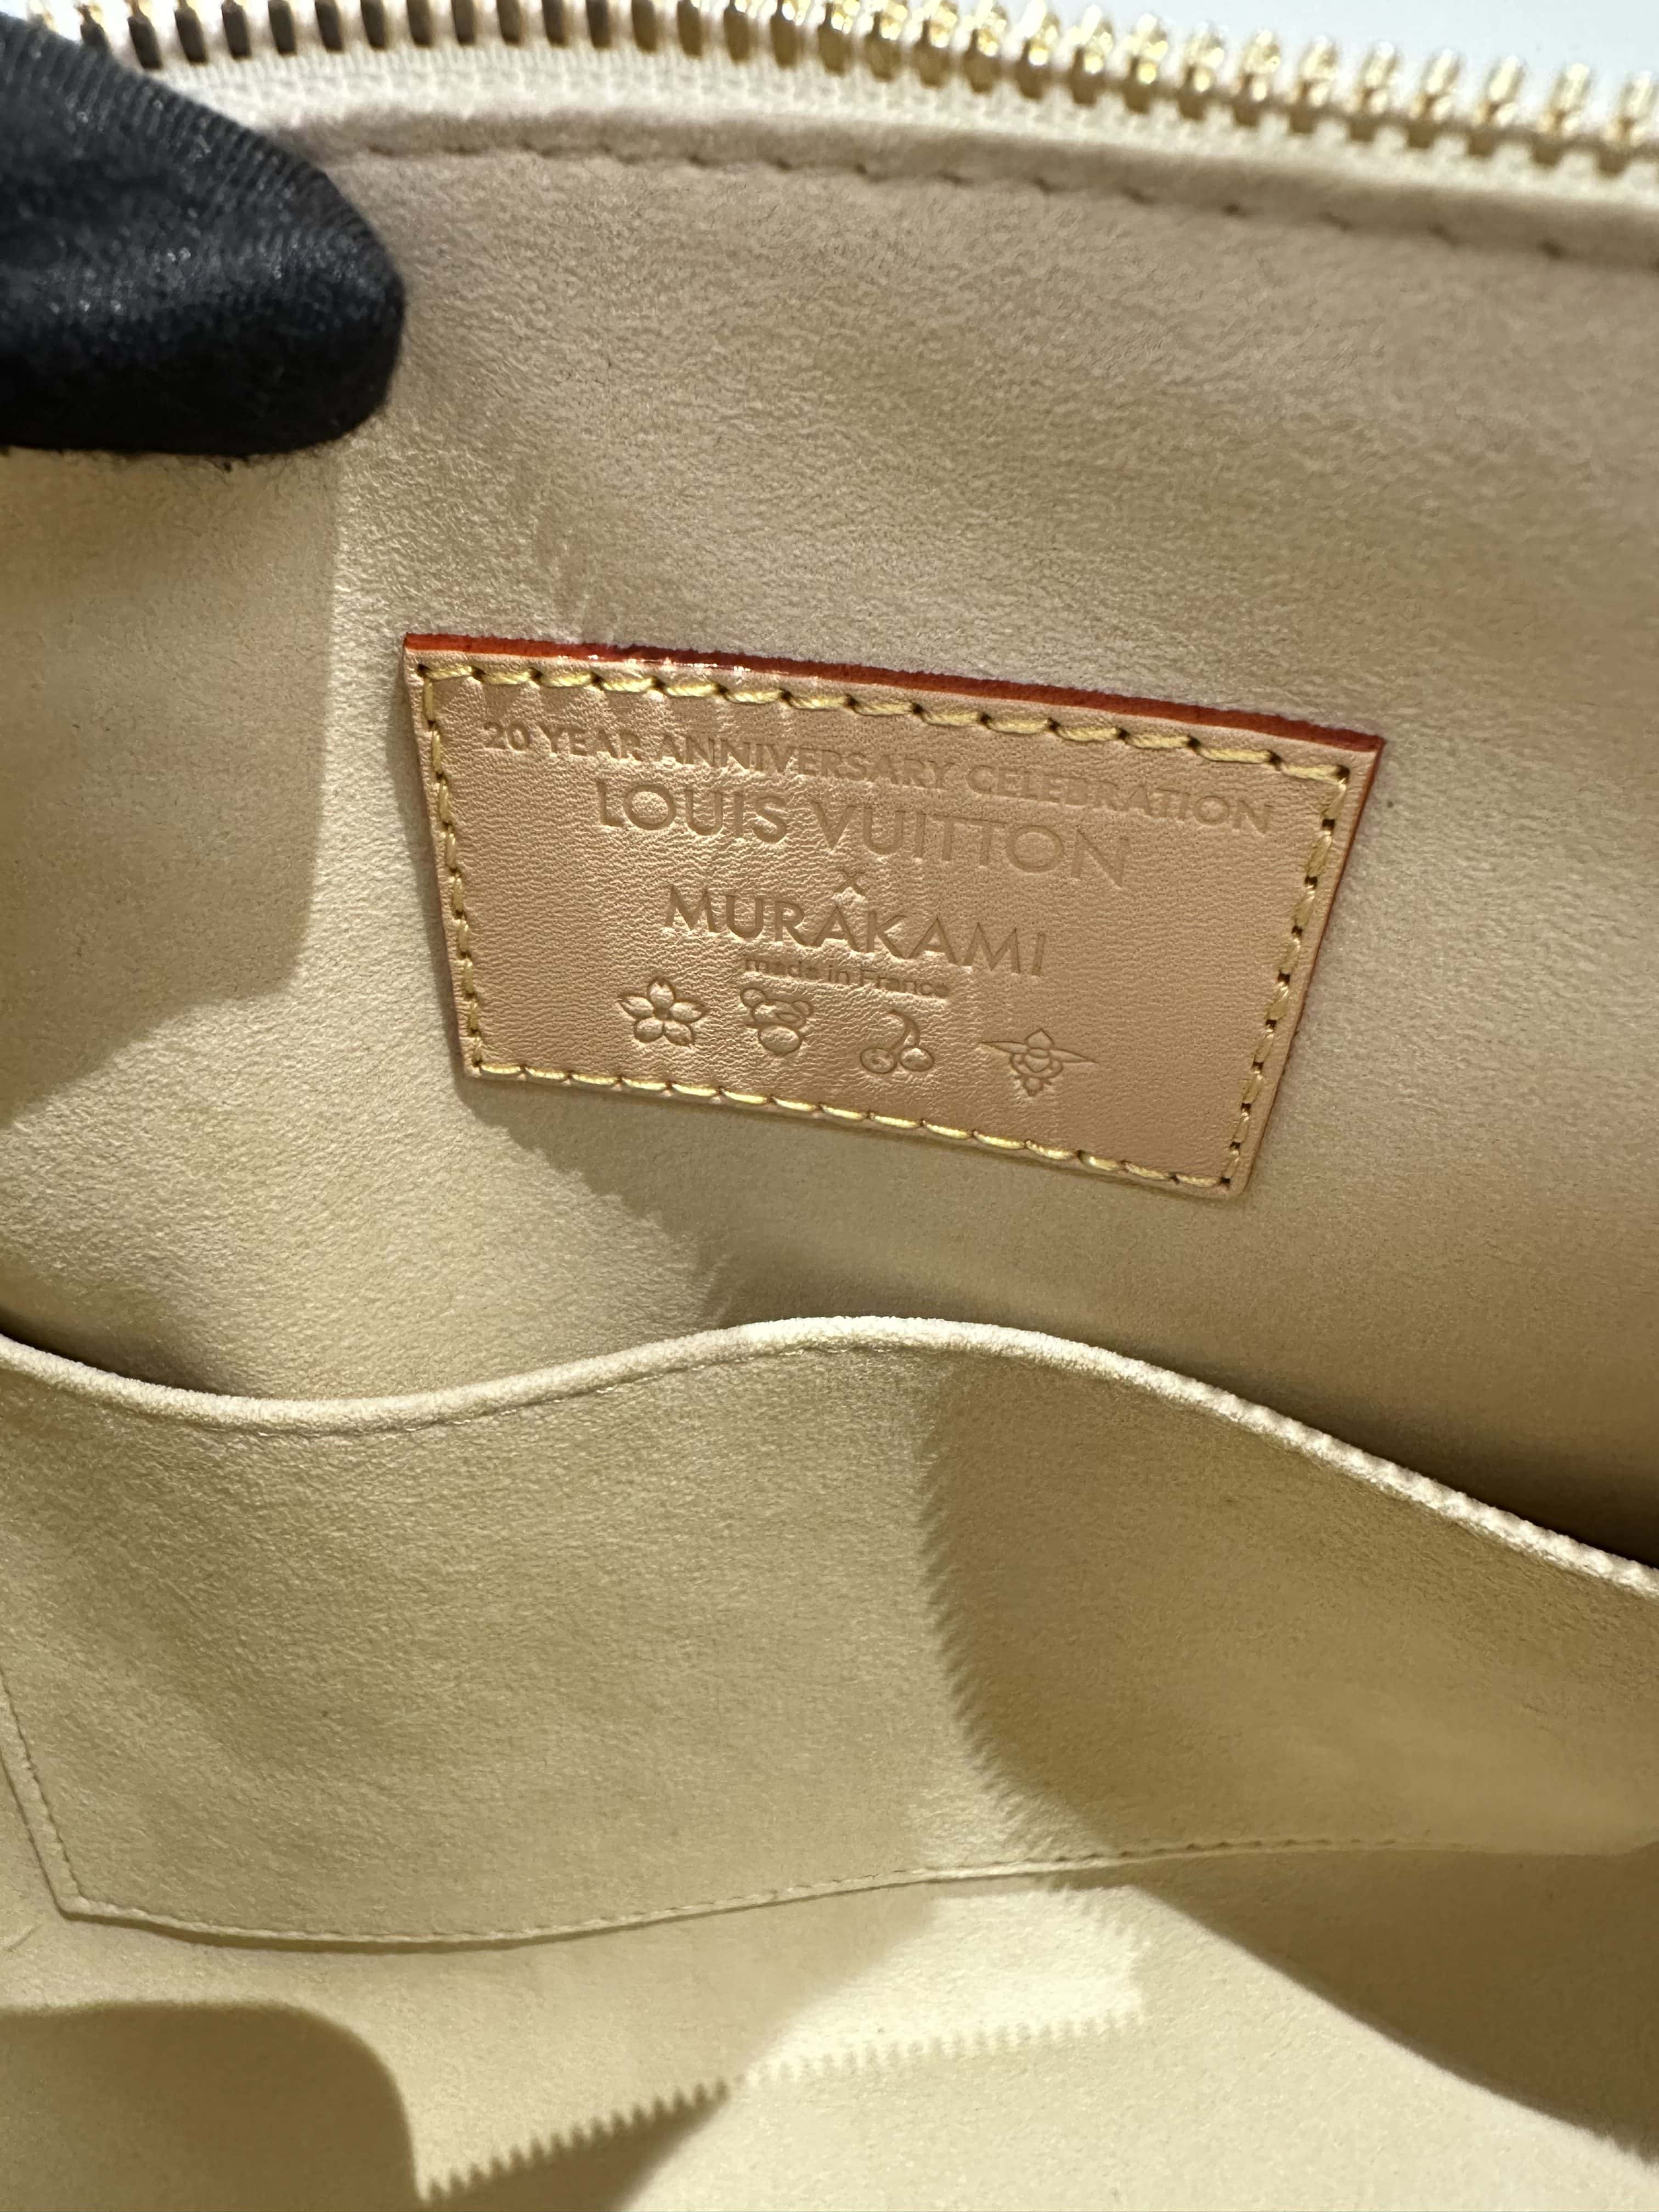 20 YEAR ANNIVERSARY CELEBRATION
LOUIS VUITTON
x
MURAKAMI
made in France